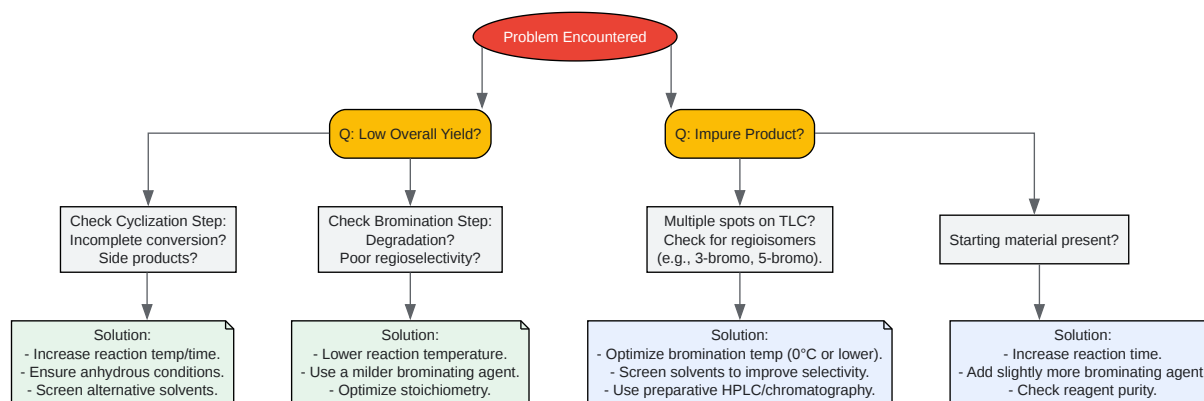 Problem Encountered
Q: Low Overall Yield?
Q: Impure Product?
Check Cyclization Step:
Incomplete conversion?
Side products?
Check Bromination Step:
Degradation?
Poor regioselectivity?
Multiple spots on TLC?
Check for regioisomers
(e.g., 3-bromo, 5-bromo).
Starting material present?
Solution:
- Increase reaction temp/time.
- Ensure anhydrous conditions.
- Screen alternative solvents.
Solution:
- Lower reaction temperature.
- Use a milder brominating agent.
- Optimize stoichiometry.
Solution:
- Optimize bromination temp (0°C or lower).
- Screen solvents to improve selectivity.
- Use preparative HPLC/chromatography.
Solution:
- Increase reaction time.
- Add slightly more brominating agent
- Check reagent purity.